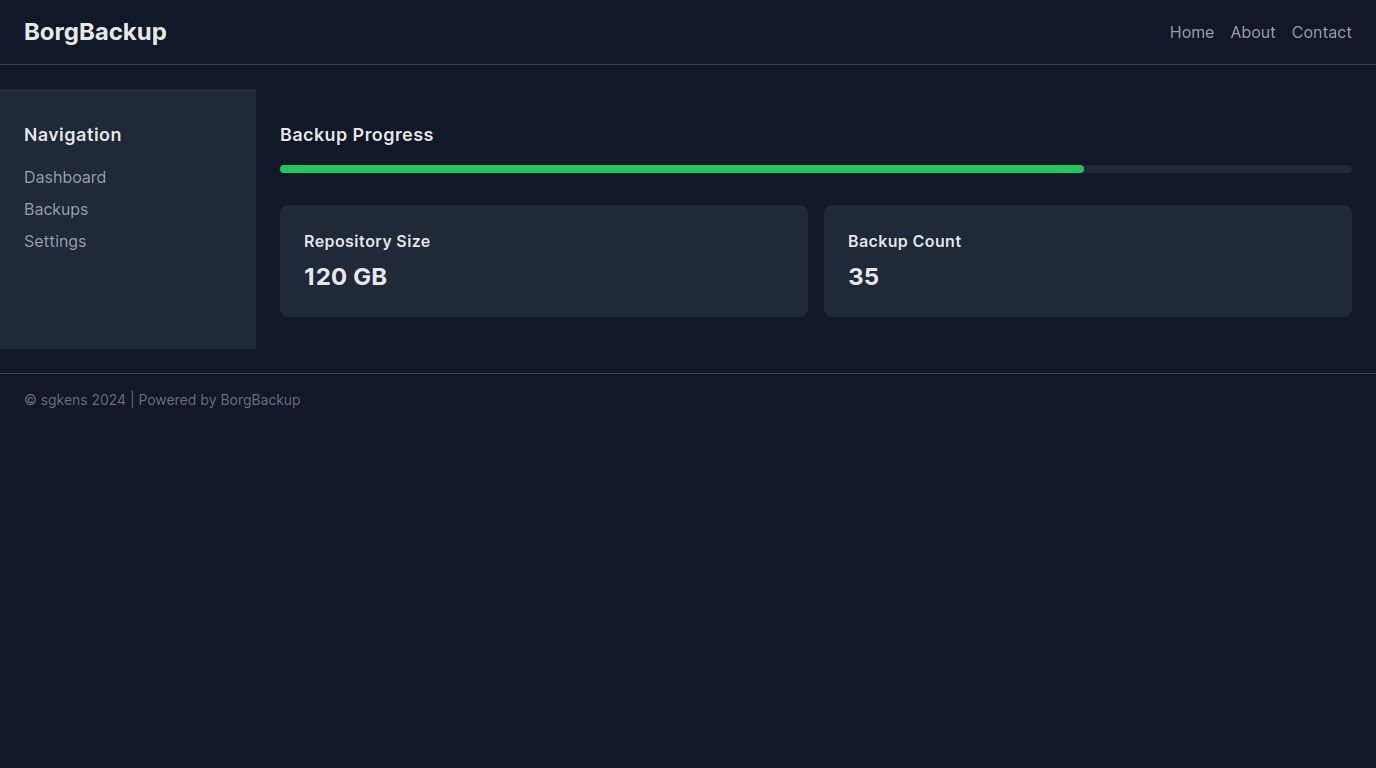 BorgBackup
Home About Contact
Navigation
Dashboard
Backups
Settings
Backup Progress
Repository Size
120 GB
Backup Count
35
© sgkens 2024 | Powered by BorgBackup